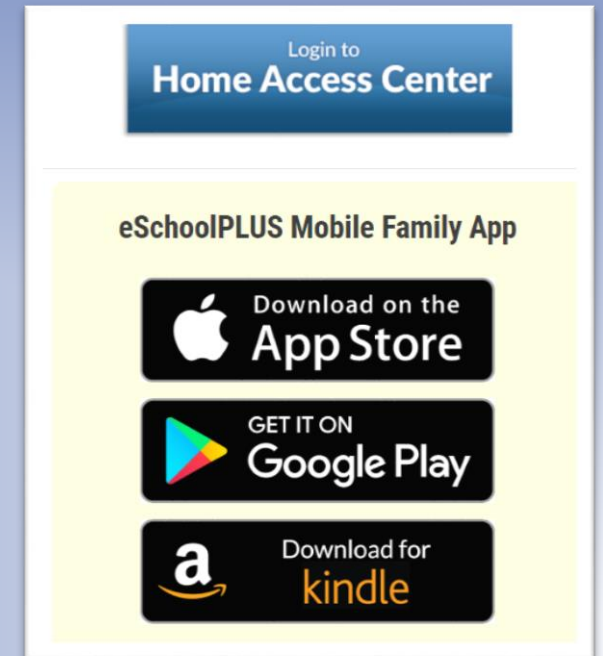 Login to
Home Access Center
eSchoolPLUS Mobile Family App
Download on the
App Store
GET IT ON
Google Play
a
Download for
kindle